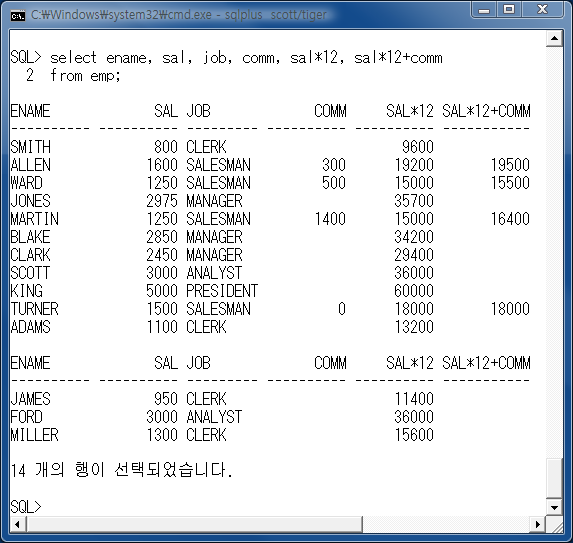 C:\Windows\system32\cmd.exe - sqlplus  scott/tiger
SQL> select ename, sal, job, comm, sal*12, sal*12+comm
  2  from emp;
ENAME             SAL JOB             COMM     SAL*12 SAL*12+COMM
---------- ---------- --------- ---------- ---------- -----------
SMITH             800 CLERK                      9600
ALLEN            1600 SALESMAN         300      19200       19500
WARD             1250 SALESMAN         500      15000       15500
JONES            2975 MANAGER                   35700
MARTIN           1250 SALESMAN        1400      15000       16400
BLAKE            2850 MANAGER                   34200
CLARK            2450 MANAGER                   29400
SCOTT            3000 ANALYST                   36000
KING             5000 PRESIDENT                 60000
TURNER           1500 SALESMAN           0      18000       18000
ADAMS            1100 CLERK                     13200
ENAME             SAL JOB             COMM     SAL*12 SAL*12+COMM
---------- ---------- --------- ---------- ---------- -----------
JAMES             950 CLERK                     11400
FORD             3000 ANALYST                   36000
MILLER           1300 CLERK                     15600
14 개의 행이 선택되었습니다.
SQL>